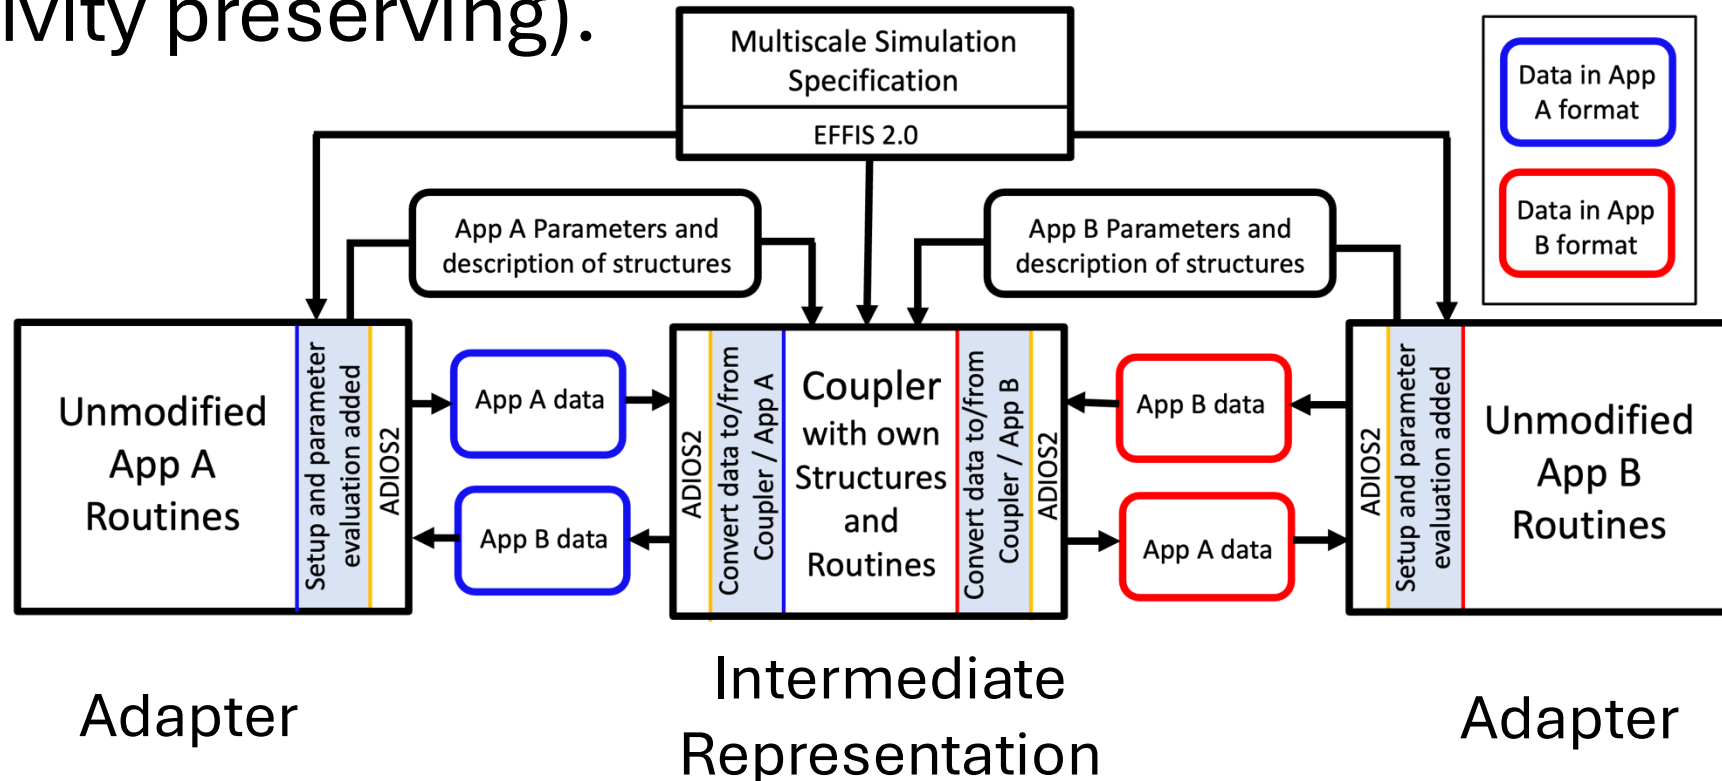 ivity preserving).
Multiscale Simulation
Specification
EFFIS 2.0
Data in App
A format
Data in App
B format
App A Parameters and
description of structures
App B Parameters and
description of structures
Unmodified
App A
Routines
Setup and parameter
evaluation added
ADIOS2
App A data
App B data
ADIOS2
Convert data to/from
Coupler / App A
Coupler
with own
Structures
and
Routines
Convert data to/from
Coupler / App B
ADIOS2
App B data
App A data
ADIOS2
Setup and parameter
evaluation added
Unmodified
App B
Routines
Adapter
Intermediate
Representation
Adapter